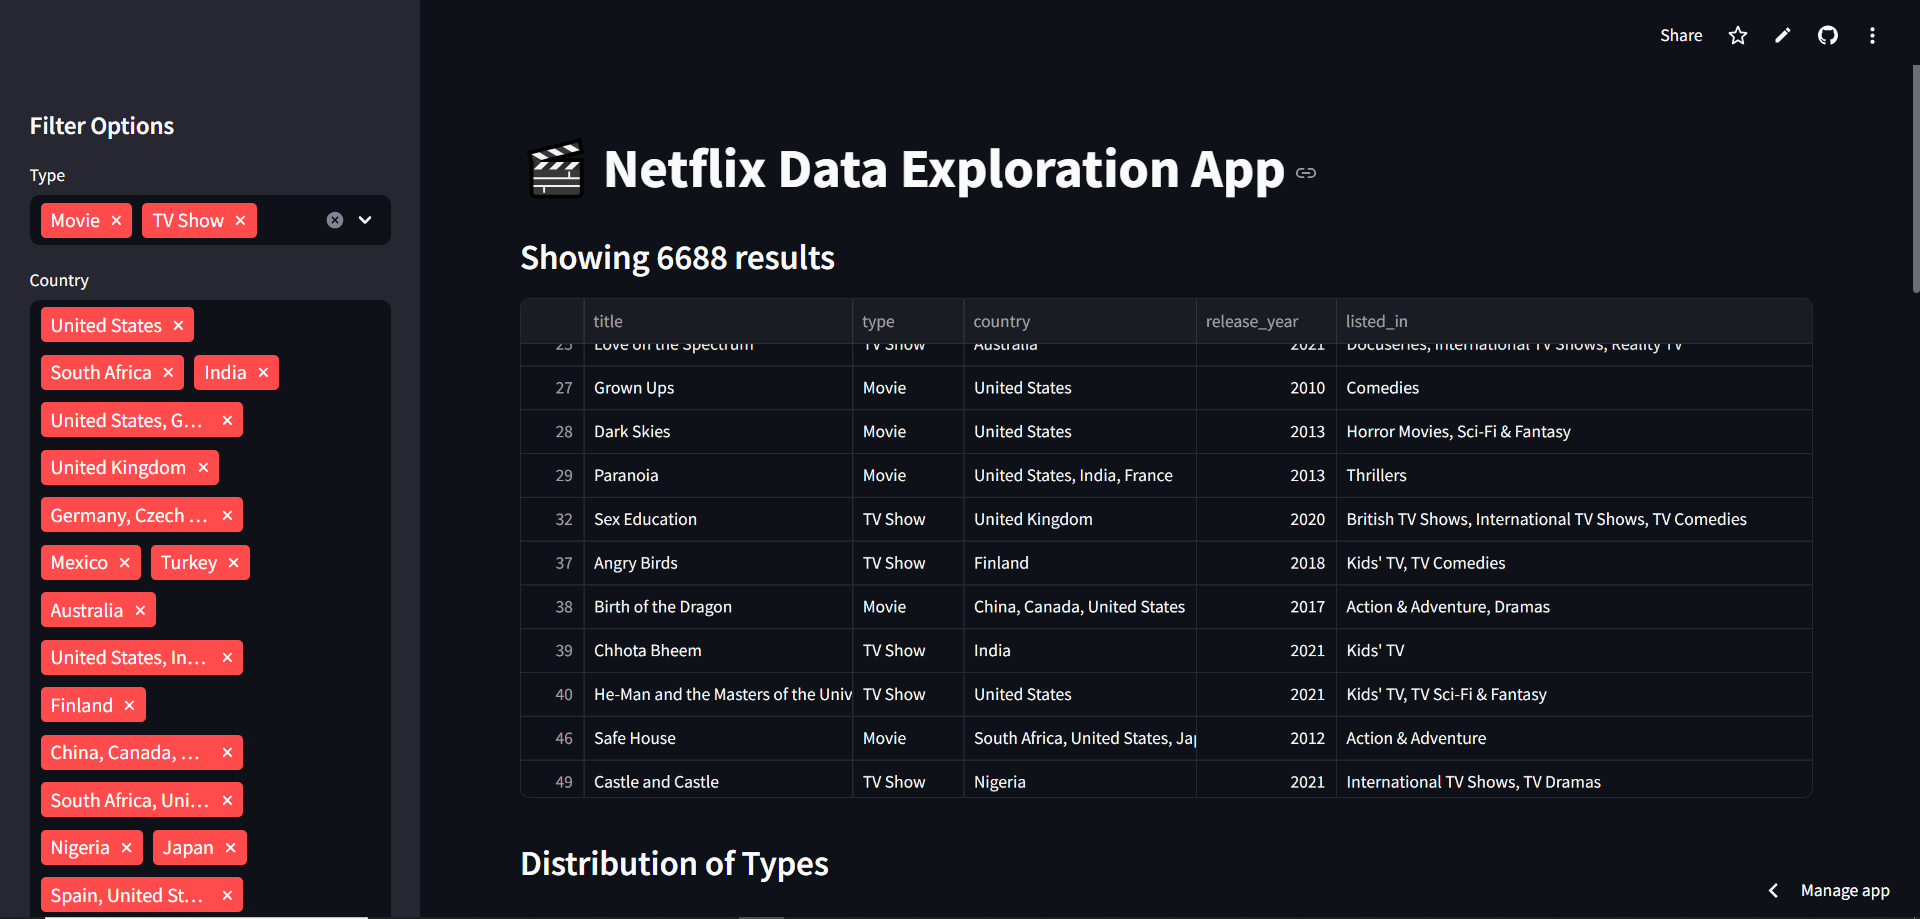 Share
Filter Options
Type
Movie × TV Show ×
Country
United States ×
South Africa × India ×
United States, G... ×
United Kingdom ×
Germany, Czech ... ×
Mexico × Turkey ×
Australia ×
United States, In... ×
Finland ×
China, Canada, ... ×
South Africa, Uni... ×
Nigeria × Japan ×
Spain, United St... ×
Netflix Data Exploration App
Showing 6688 results
title type country release_year listed_in
25 Love on the Spectrum TV Show Australia 2021 Docuseries, International TV Shows, Reality TV
27 Grown Ups Movie United States 2010 Comedies
28 Dark Skies Movie United States 2013 Horror Movies, Sci-Fi & Fantasy
29 Paranoia Movie United States, India, France 2013 Thrillers
32 Sex Education TV Show United Kingdom 2020 British TV Shows, International TV Shows, TV Comedies
37 Angry Birds TV Show Finland 2018 Kids' TV, TV Comedies
38 Birth of the Dragon Movie China, Canada, United States 2017 Action & Adventure, Dramas
39 Chhota Bheem TV Show India 2021 Kids' TV
40 He-Man and the Masters of the Univ TV Show United States 2021 Kids' TV, TV Sci-Fi & Fantasy
46 Safe House Movie South Africa, United States, Jap 2012 Action & Adventure
49 Castle and Castle TV Show Nigeria 2021 International TV Shows, TV Dramas
Distribution of Types
Manage app